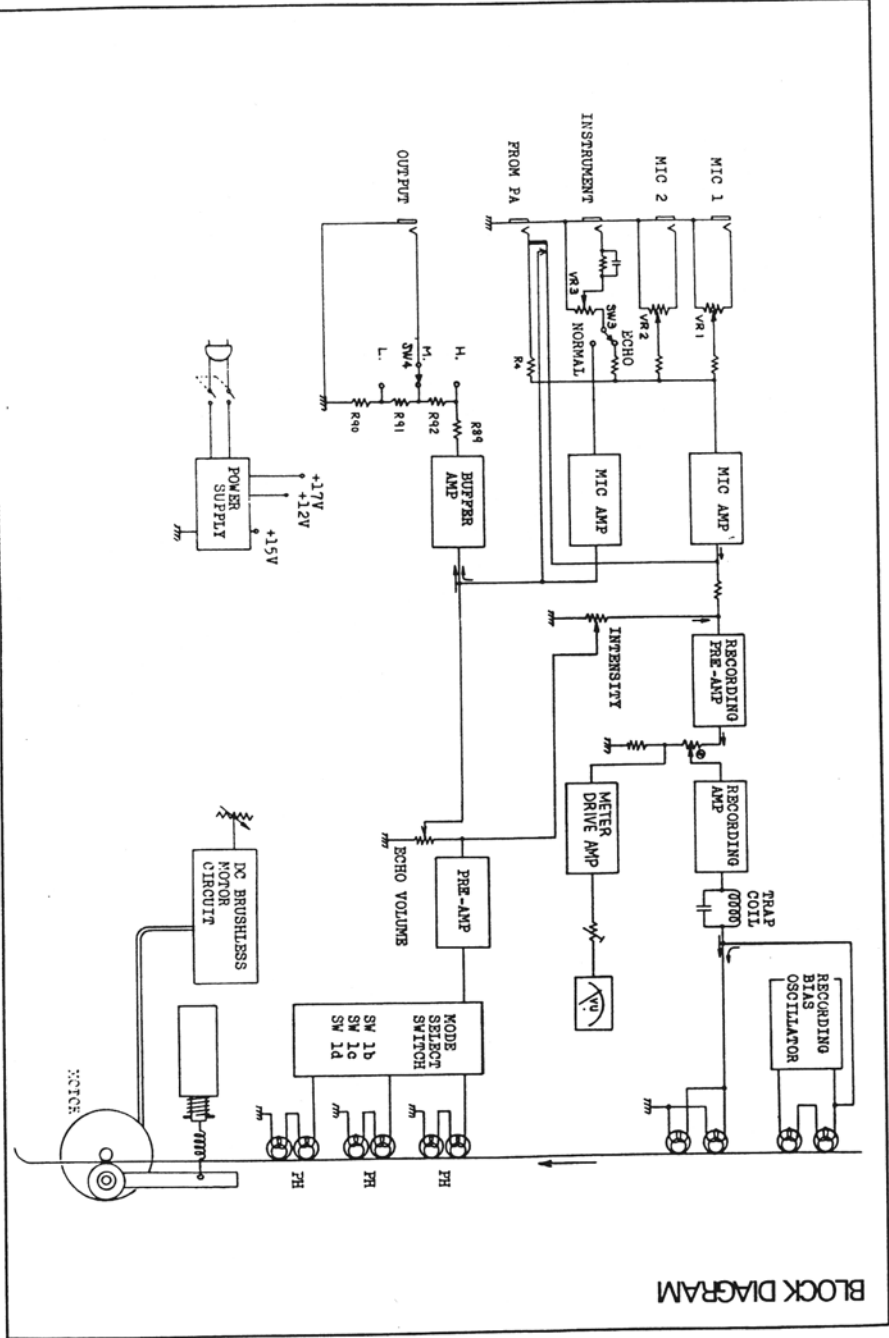 BLOCK DIAGRAM
MIC 1
MIC 2
INSTRUMENT
FROM PA
OUTPUT
VR1
VR2
VR3
SW3
ECHO
NORMAL
R4
MIC AMP
MIC AMP
RECORDING
PRE-AMP
RECORDING
AMP
TRAP
COIL
RECORDING
BIAS
OSCILLATOR
INTENSITY
METER
DRIVE AMP
VU
H.
M.
SW4
L.
R89
R92
R91
R90
BUFFER
AMP
ECHO VOLUME
PRE-AMP
MODE
SELECT
SWITCH
SW 1b
SW 1c
SW 1d
PH
PH
PH
+17V
+12V
+15V
POWER
SUPPLY
DC BRUSHLESS
MOTOR
CIRCUIT
MOTOR